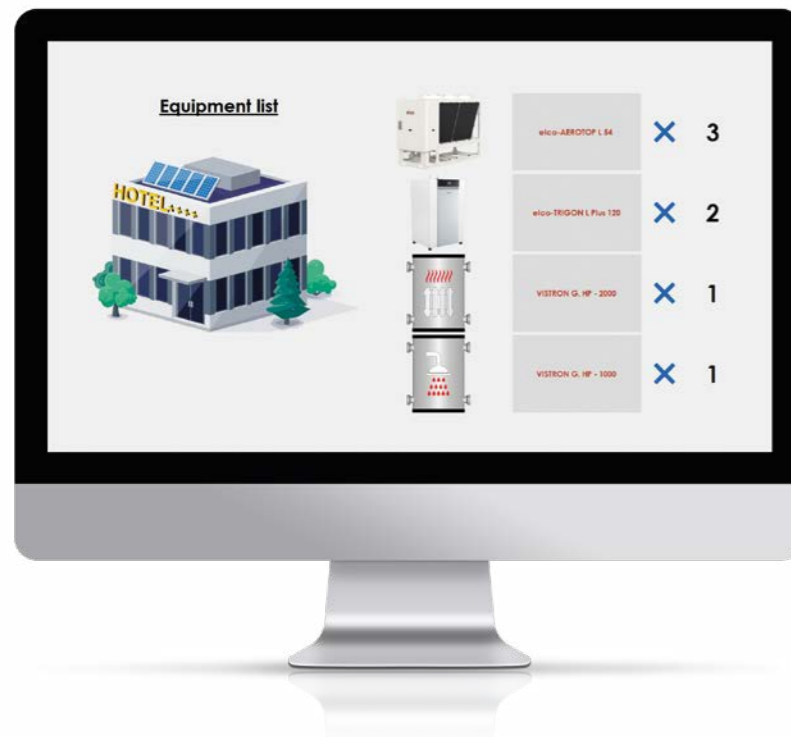 Equipment list
HOTEL****
elco-AEROTOP L 54 × 3
elco-TRIGON L Plus 120 × 2
VISTRON G. HP - 2000 × 1
VISTRON G. HP - 1000 × 1